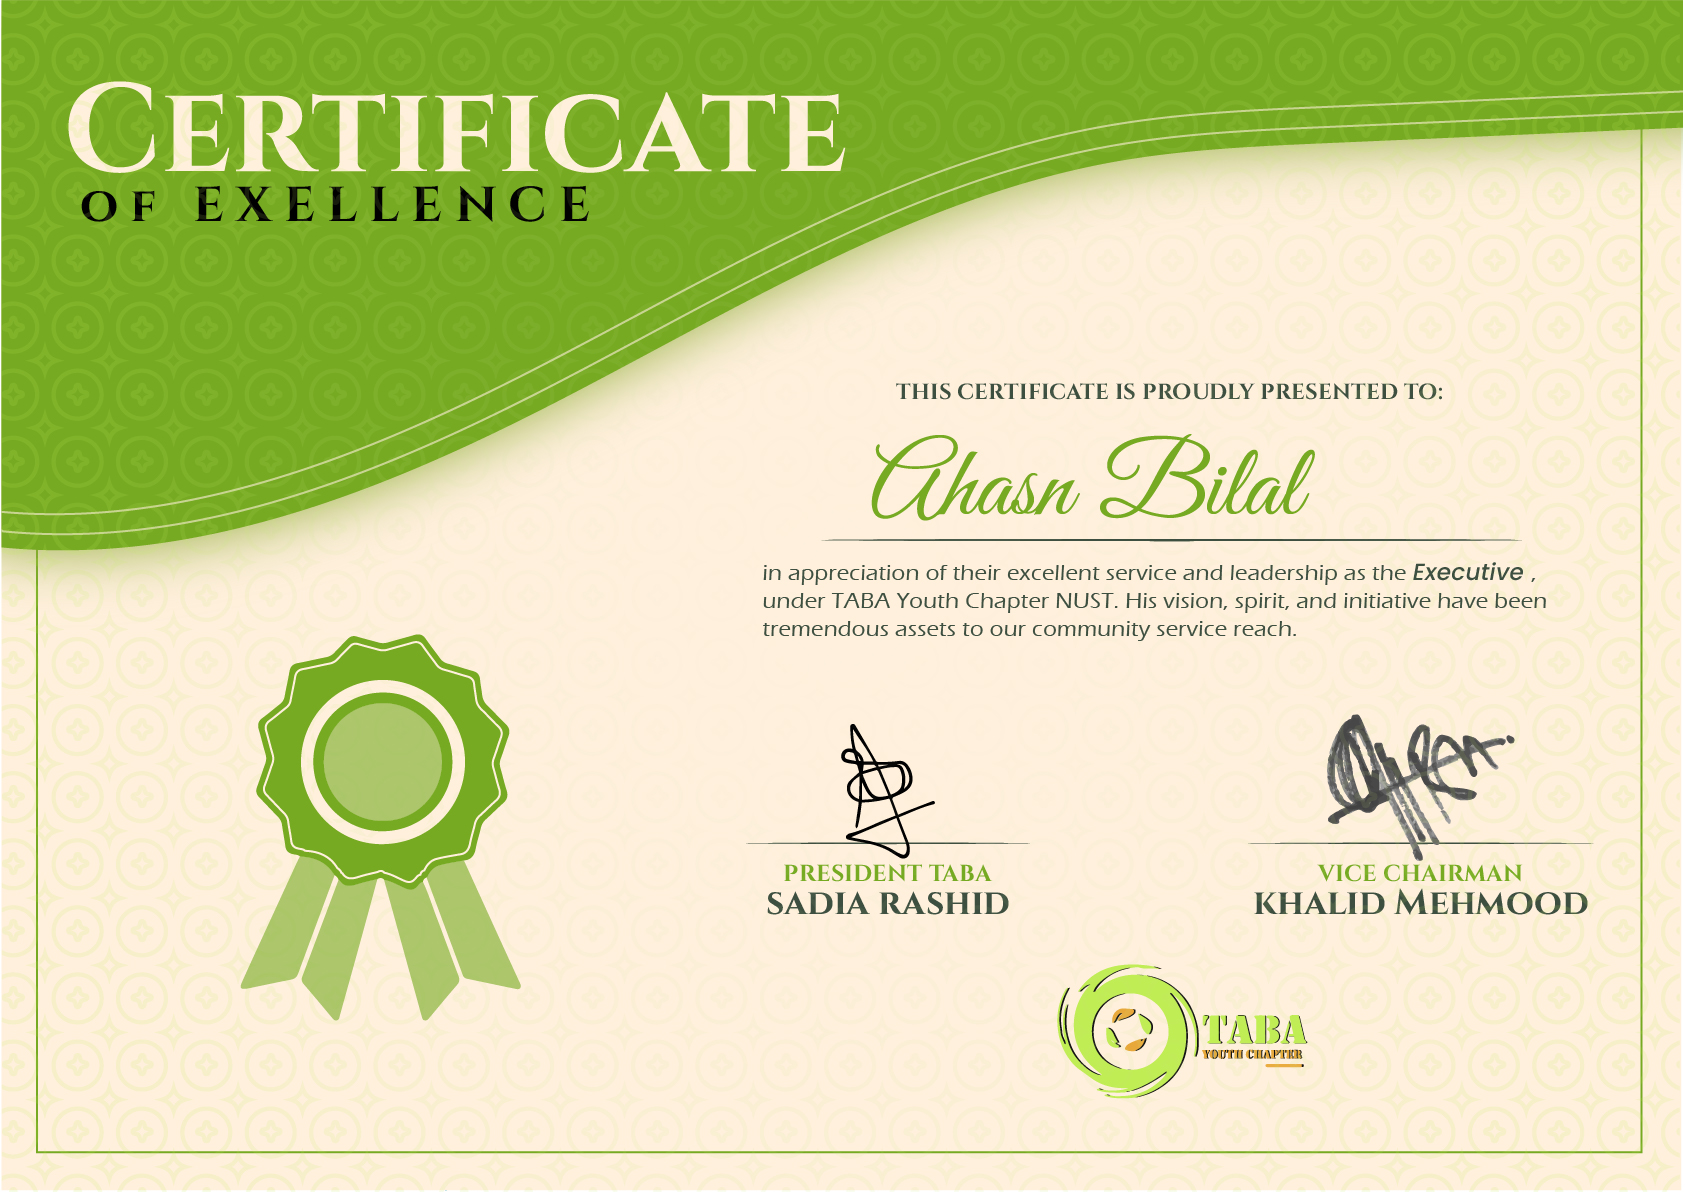 CERTIFICATE
OF EXELLENCE
THIS CERTIFICATE IS PROUDLY PRESENTED TO:
Ahasn Bilal
in appreciation of their excellent service and leadership as the Executive ,
under TABA Youth Chapter NUST. His vision, spirit, and initiative have been
tremendous assets to our community service reach.
PRESIDENT TABA
SADIA RASHID
VICE CHAIRMAN
KHALID MEHMOOD
TABA
YOUTH CHAPTER